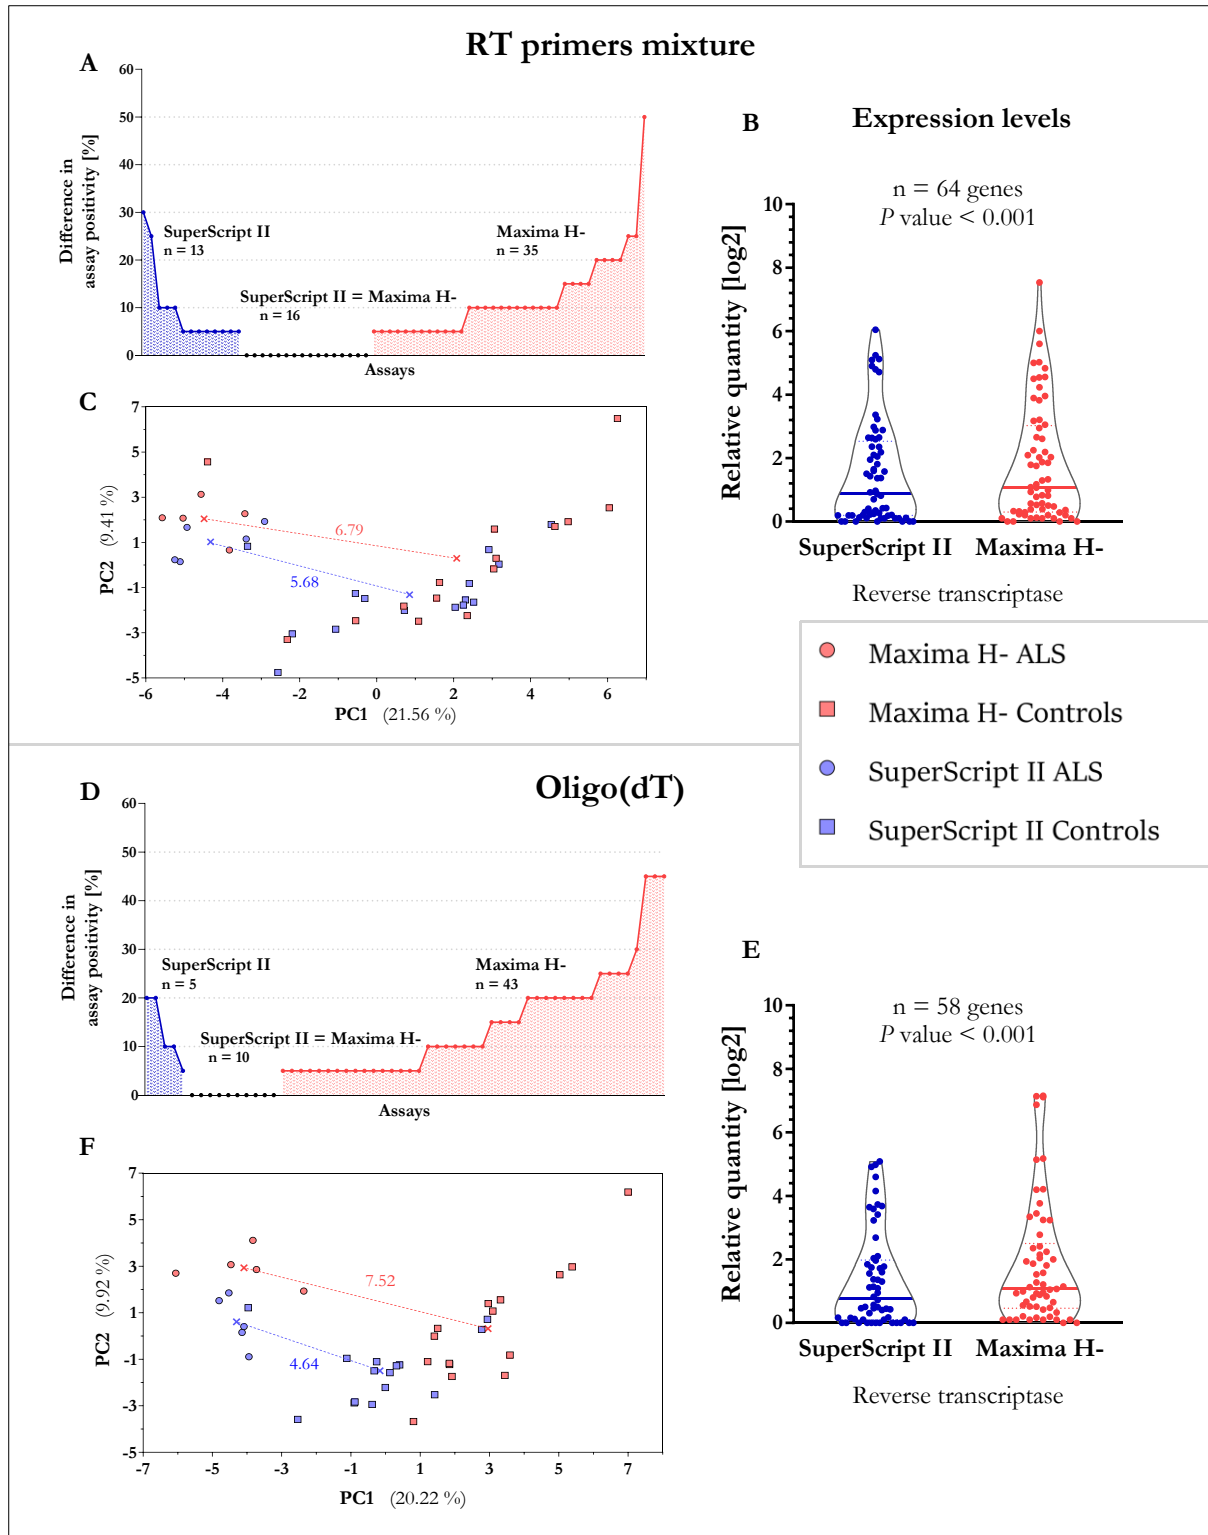 RT primers mixture
A
Difference in
assay positivity [%]
60
50
40
30
20
10
0
SuperScript II
n = 13
SuperScript II = Maxima H-
n = 16
Maxima H-
n = 35
Assays
B
Expression levels
n = 64 genes
P value < 0.001
Relative quantity [log2]
10
8
6
4
2
0
SuperScript II
Maxima H-
Reverse transcriptase
C
PC2 (9.41 %)
7
5
3
1
-1
-3
-5
6.79
5.68
-6
-4
-2
0
2
4
6
PC1 (21.56 %)
Maxima H- ALS
Maxima H- Controls
SuperScript II ALS
SuperScript II Controls
D
Oligo(dT)
Difference in
assay positivity [%]
60
50
40
30
20
10
0
SuperScript II
n = 5
SuperScript II = Maxima H-
n = 10
Maxima H-
n = 43
Assays
E
n = 58 genes
P value < 0.001
Relative quantity [log2]
10
8
6
4
2
0
SuperScript II
Maxima H-
Reverse transcriptase
F
PC2 (9.92 %)
7
5
3
1
-1
-3
-5
7.52
4.64
-7
-5
-3
-1
1
3
5
7
PC1 (20.22 %)